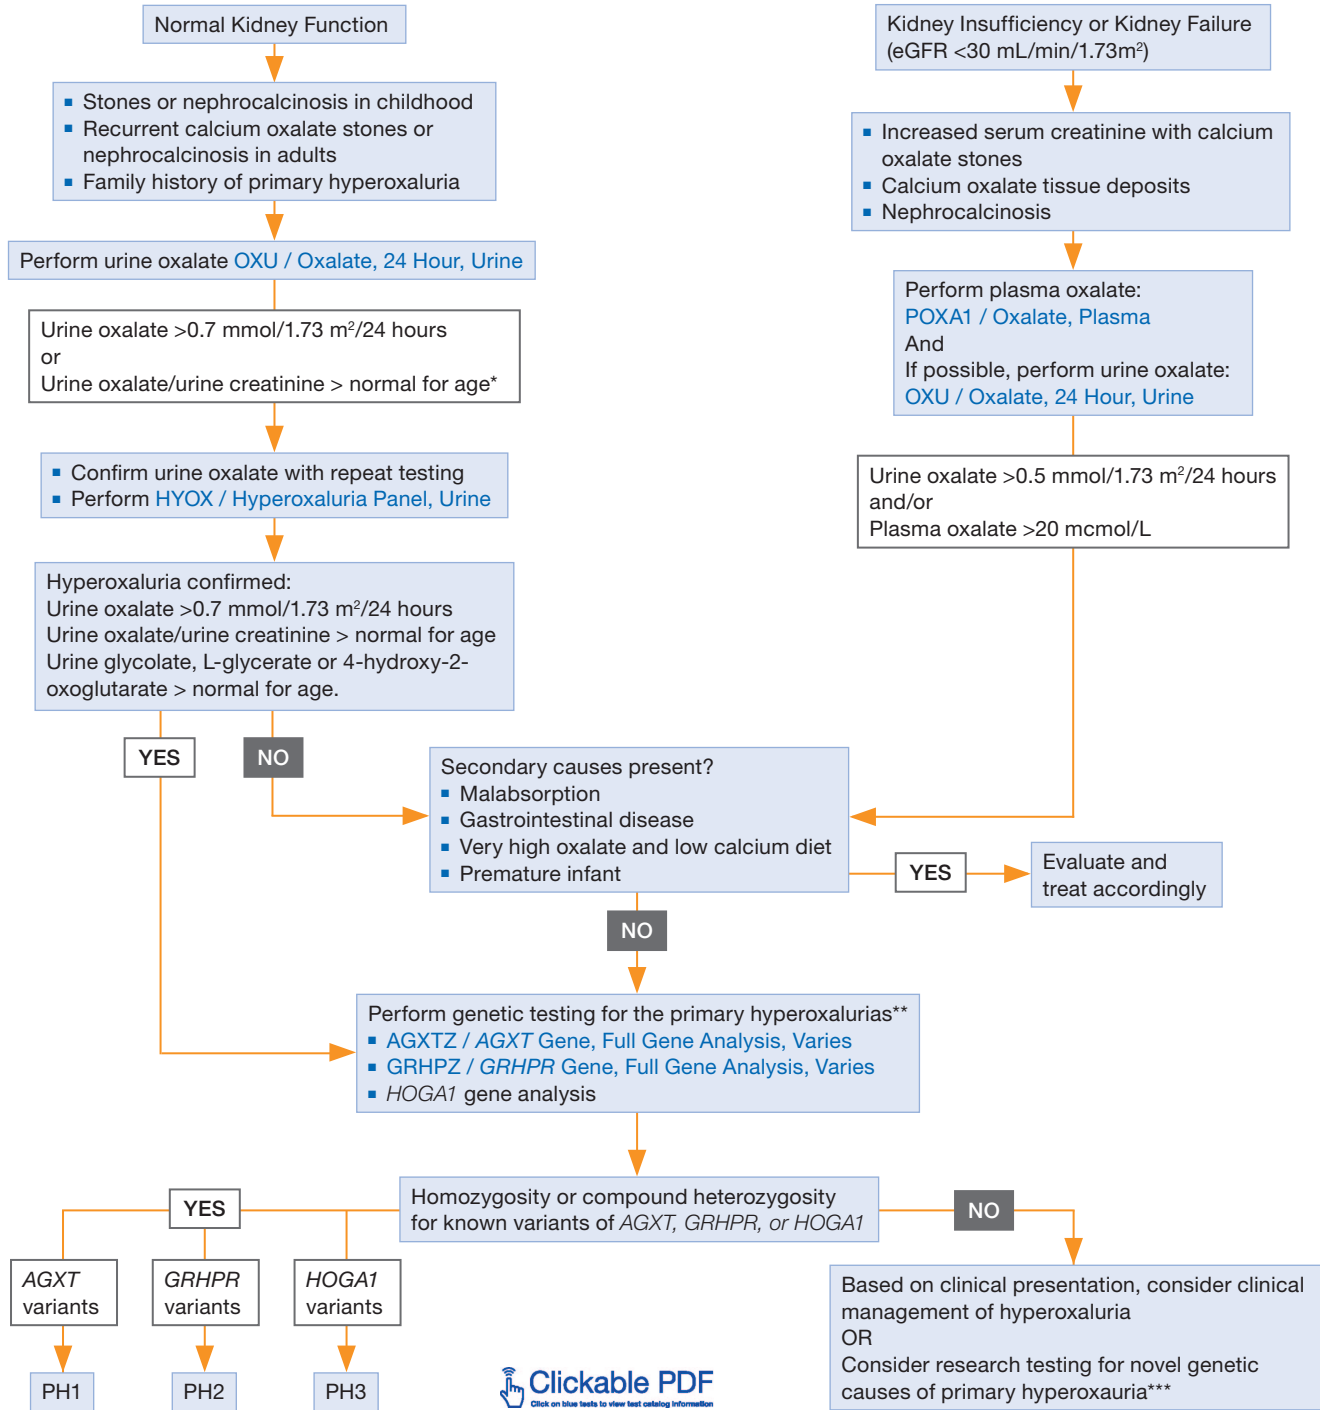 Normal Kidney Function
■ Stones or nephrocalcinosis in childhood
■ Recurrent calcium oxalate stones or
nephrocalcinosis in adults
■ Family history of primary hyperoxaluria
Perform urine oxalate OXU / Oxalate, 24 Hour, Urine
Urine oxalate >0.7 mmol/1.73 m²/24 hours
or
Urine oxalate/urine creatinine > normal for age*
■ Confirm urine oxalate with repeat testing
■ Perform HYOX / Hyperoxaluria Panel, Urine
Hyperoxaluria confirmed:
Urine oxalate >0.7 mmol/1.73 m²/24 hours
Urine oxalate/urine creatinine > normal for age
Urine glycolate, L-glycerate or 4-hydroxy-2-
oxoglutarate > normal for age.
YES
NO
Kidney Insufficiency or Kidney Failure
(eGFR <30 mL/min/1.73m²)
■ Increased serum creatinine with calcium
oxalate stones
■ Calcium oxalate tissue deposits
■ Nephrocalcinosis
Perform plasma oxalate:
POXA1 / Oxalate, Plasma
And
If possible, perform urine oxalate:
OXU / Oxalate, 24 Hour, Urine
Urine oxalate >0.5 mmol/1.73 m²/24 hours
and/or
Plasma oxalate >20 mcmol/L
Secondary causes present?
■ Malabsorption
■ Gastrointestinal disease
■ Very high oxalate and low calcium diet
■ Premature infant
YES
Evaluate and
treat accordingly
NO
Perform genetic testing for the primary hyperoxalurias**
■ AGXTZ / AGXT Gene, Full Gene Analysis, Varies
■ GRHPZ / GRHPR Gene, Full Gene Analysis, Varies
■ HOGA1 gene analysis
Homozygosity or compound heterozygosity
for known variants of AGXT, GRHPR, or HOGA1
YES
NO
AGXT
variants
GRHPR
variants
HOGA1
variants
PH1
PH2
PH3
Based on clinical presentation, consider clinical
management of hyperoxaluria
OR
Consider research testing for novel genetic
causes of primary hyperoxauria***
Clickable PDF
Click on blue tests to view test catalog information